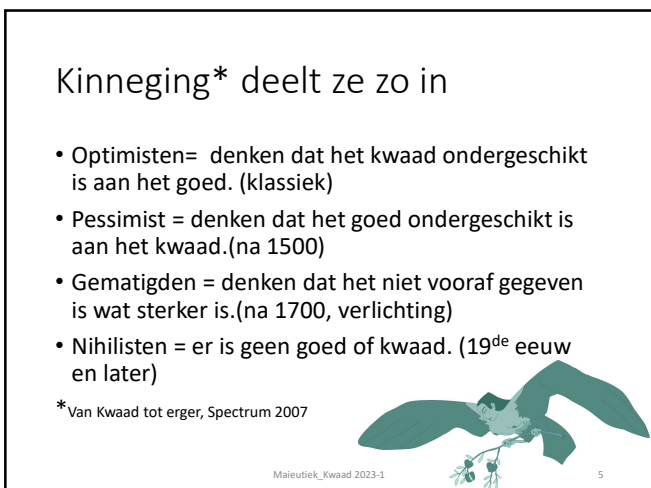 Kinneging* deelt ze zo in
• Optimisten= denken dat het kwaad ondergeschikt
is aan het goed. (klassiek)
• Pessimist = denken dat het goed ondergeschikt is
aan het kwaad.(na 1500)
• Gematigden = denken dat het niet vooraf gegeven
is wat sterker is.(na 1700, verlichting)
• Nihilisten = er is geen goed of kwaad. (19de eeuw
en later)
*Van Kwaad tot erger, Spectrum 2007
Maieutiek_Kwaad 2023-1
5